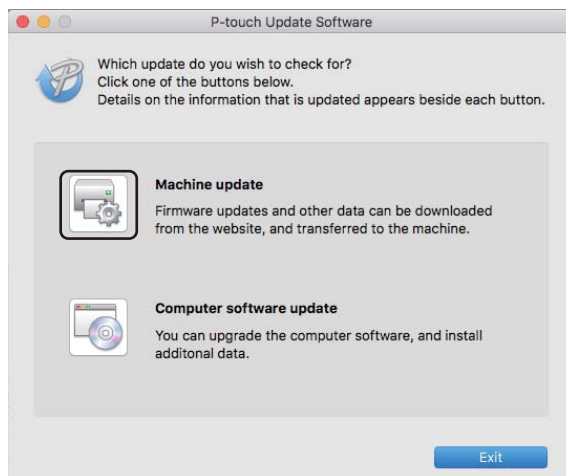 P-touch Update Software
Which update do you wish to check for?
Click one of the buttons below.
Details on the information that is updated appears beside each button.
Machine update
Firmware updates and other data can be downloaded
from the website, and transferred to the machine.
Computer software update
You can upgrade the computer software, and install
additonal data.
Exit